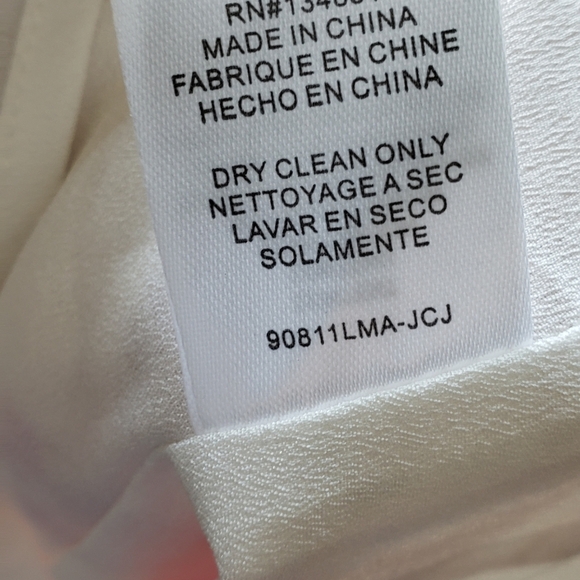 MADE IN CHINA
FABRIQUE EN CHINE
HECHO EN CHINA
DRY CLEAN ONLY
NETTOYAGE A SEC
LAVAR EN SECO
SOLAMENTE
90811LMA-JCJ